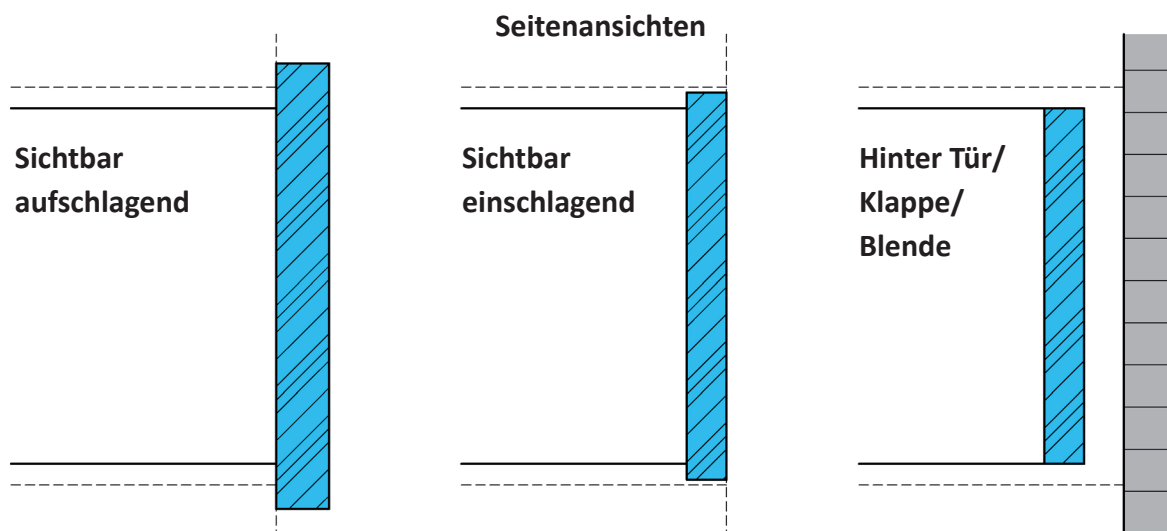 Seitenansichten
Sichtbar
aufschlagend
Sichtbar
einschlagend
Hinter Tür/
Klappe/
Blende